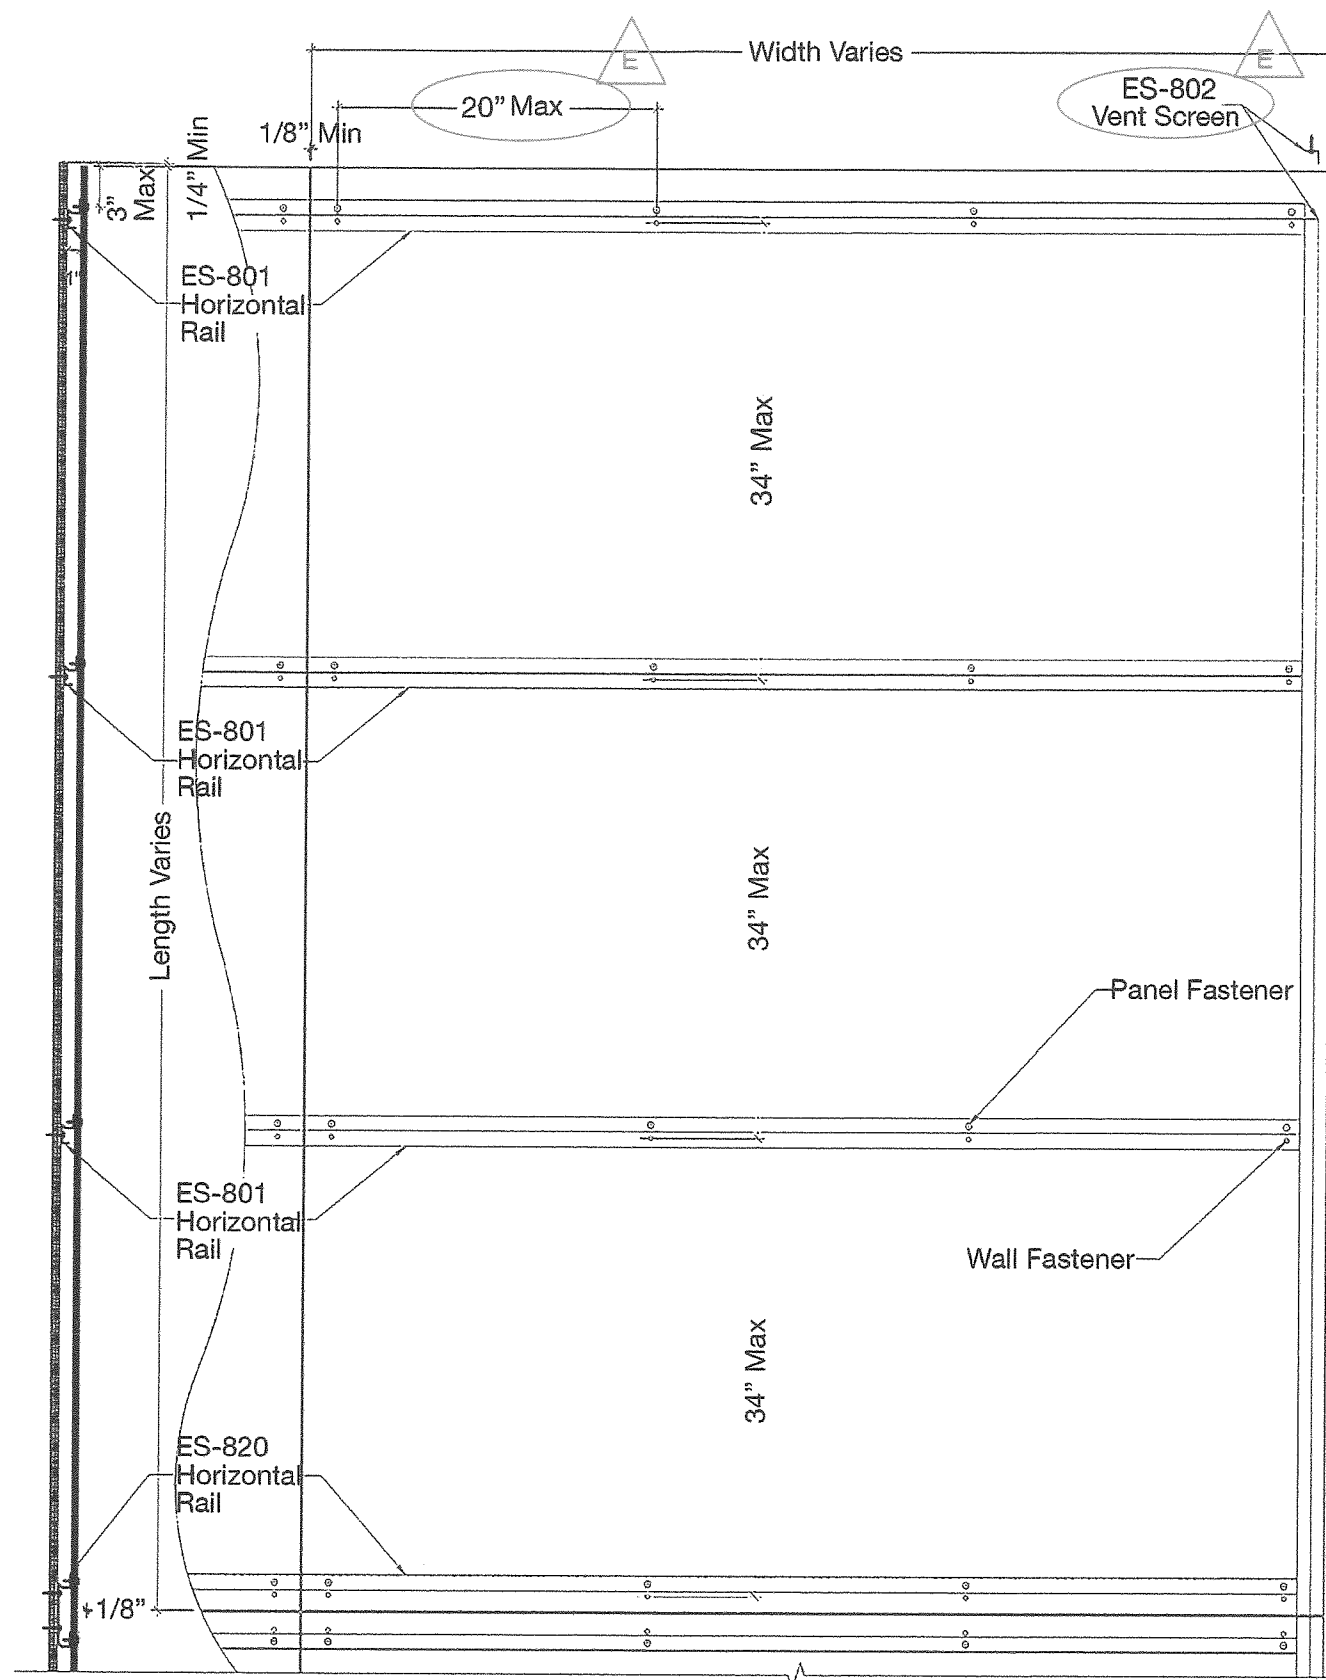 E
Width Varies
E
20” Max
ES-802
Vent Screen
1/8” Min
1/4” Min
3”
Max
1"
ES-801
Horizontal
Rail
34” Max
ES-801
Horizontal
Rail
Length Varies
34” Max
Panel Fastener
ES-801
Horizontal
Rail
Wall Fastener
34” Max
ES-820
Horizontal
Rail
1/8”